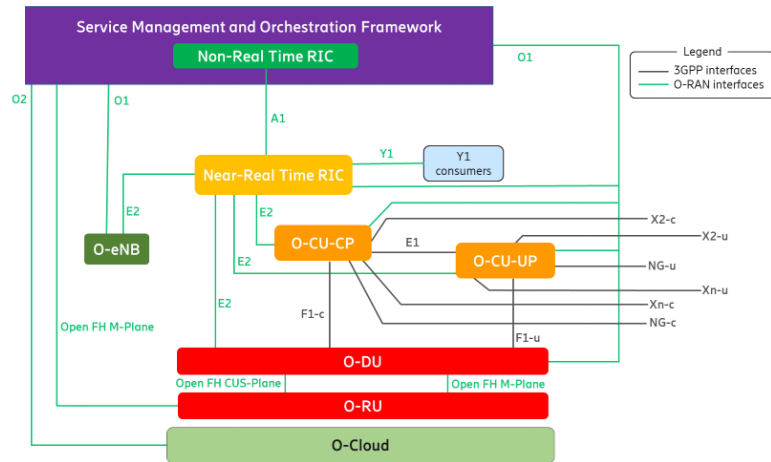 Service Management and Orchestration Framework
Non-Real Time RIC
Legend
3GPP interfaces
O-RAN interfaces
O2
O1
O1
A1
Y1
Y1
consumers
Near-Real Time RIC
E2
E2
O-eNB
O-CU-CP
E1
O-CU-UP
X2-c
X2-u
NG-u
Xn-u
Xn-c
NG-c
E2
E2
F1-c
Open FH M-Plane
F1-u
O-DU
Open FH CUS-Plane
Open FH M-Plane
O-RU
O-Cloud